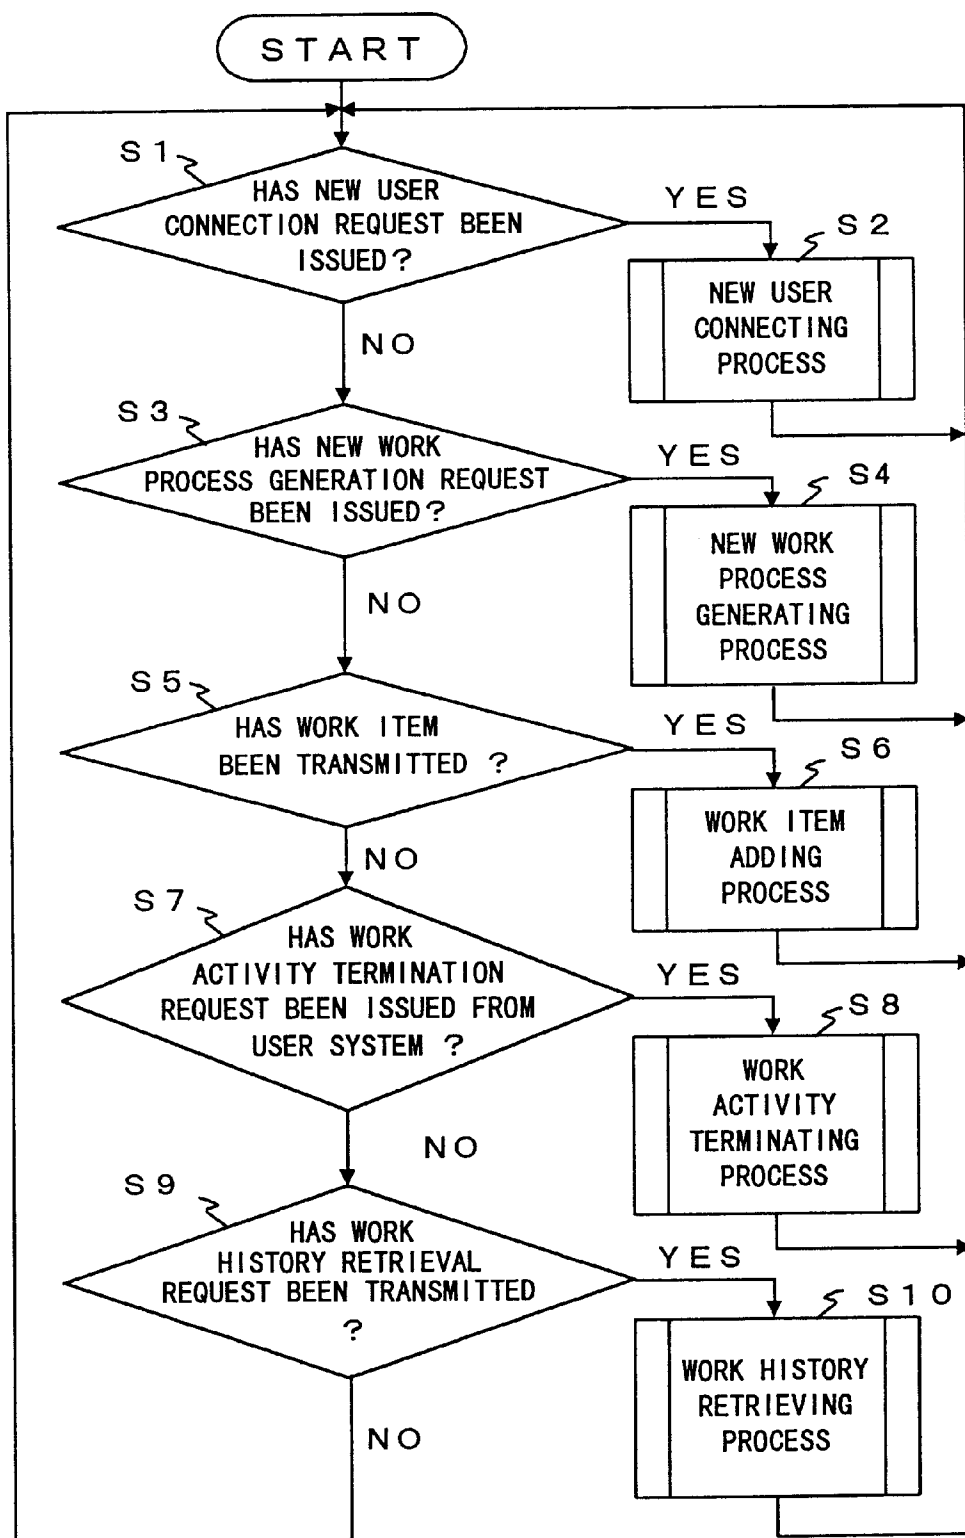 START
S1
HAS NEW USER
CONNECTION REQUEST BEEN
ISSUED?
YES
S2
NEW USER
CONNECTING
PROCESS
NO
S3
HAS NEW WORK
PROCESS GENERATION REQUEST
BEEN ISSUED?
YES
S4
NEW WORK
PROCESS
GENERATING
PROCESS
NO
S5
HAS WORK ITEM
BEEN TRANSMITTED ?
YES
S6
WORK ITEM
ADDING
PROCESS
NO
S7
HAS WORK
ACTIVITY TERMINATION
REQUEST BEEN ISSUED FROM
USER SYSTEM ?
YES
S8
WORK
ACTIVITY
TERMINATING
PROCESS
NO
S9
HAS WORK
HISTORY RETRIEVAL
REQUEST BEEN TRANSMITTED
?
YES
S10
WORK HISTORY
RETRIEVING
PROCESS
NO